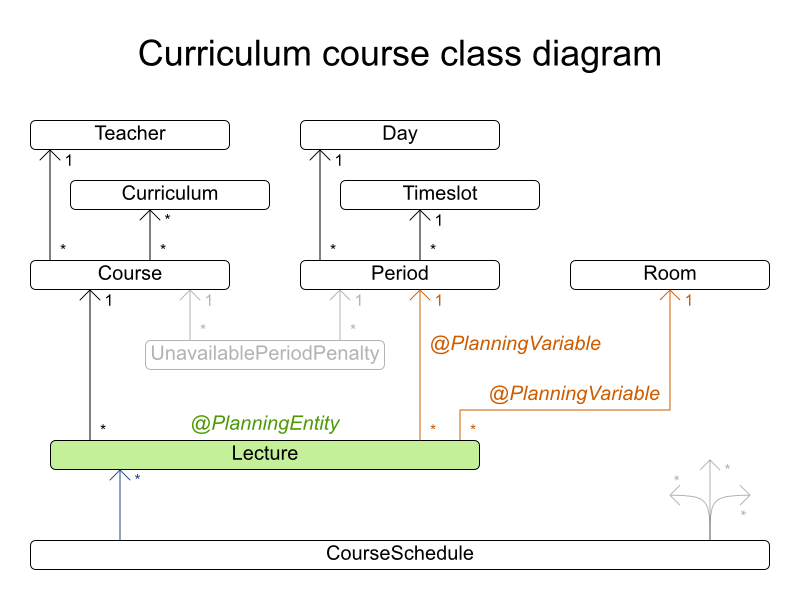 Curriculum course class diagram
Teacher
Day
1
1
Curriculum
Timeslot
*
1
*
*
*
*
Course
Period
Room
1
1
1
1
1
*
*
UnavailablePeriodPenalty
@PlanningVariable
@PlanningVariable
@PlanningEntity
*
*
*
Lecture
*
*
*
*
CourseSchedule